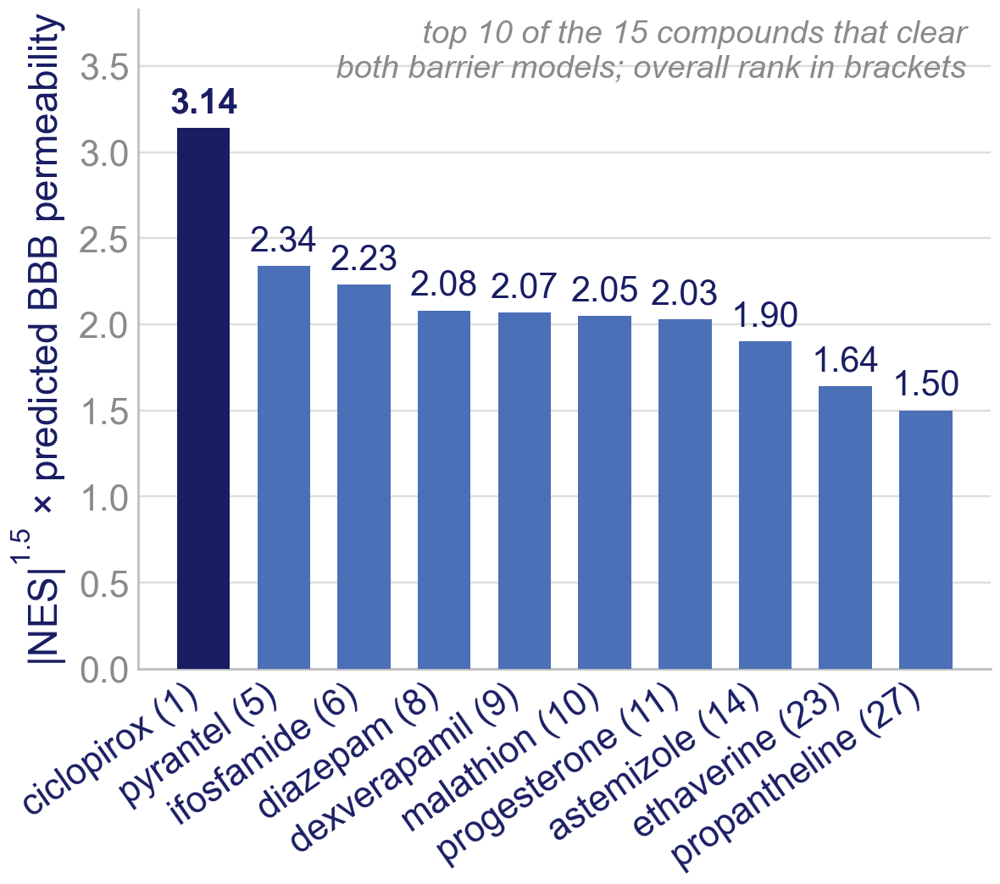 top 10 of the 15 compounds that clear
both barrier models; overall rank in brackets
|NES|^1.5 × predicted BBB permeability
3.5
3.0
2.5
2.0
1.5
1.0
0.5
0.0
3.14
2.34
2.23
2.08
2.07
2.05
2.03
1.90
1.64
1.50
ciclopirox (1)
pyrantel (5)
ifosfamide (6)
diazepam (8)
dexverapamil (9)
malathion (10)
progesterone (11)
astemizole (14)
ethaverine (23)
propantheline (27)